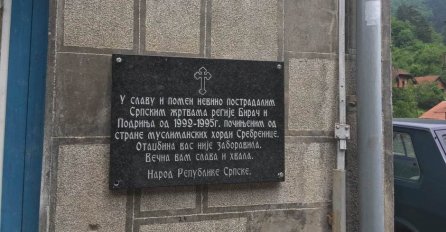 У славу и помен невино пострадалим
Српским жртвама регије Бирач и
Подриња од 1992-1995г. почињеним од
стране муслиманских хорди Сребренице.
Отаџбина вас није заборавила.
Вечна вам слава и хвала.
Народ Републике Српске.